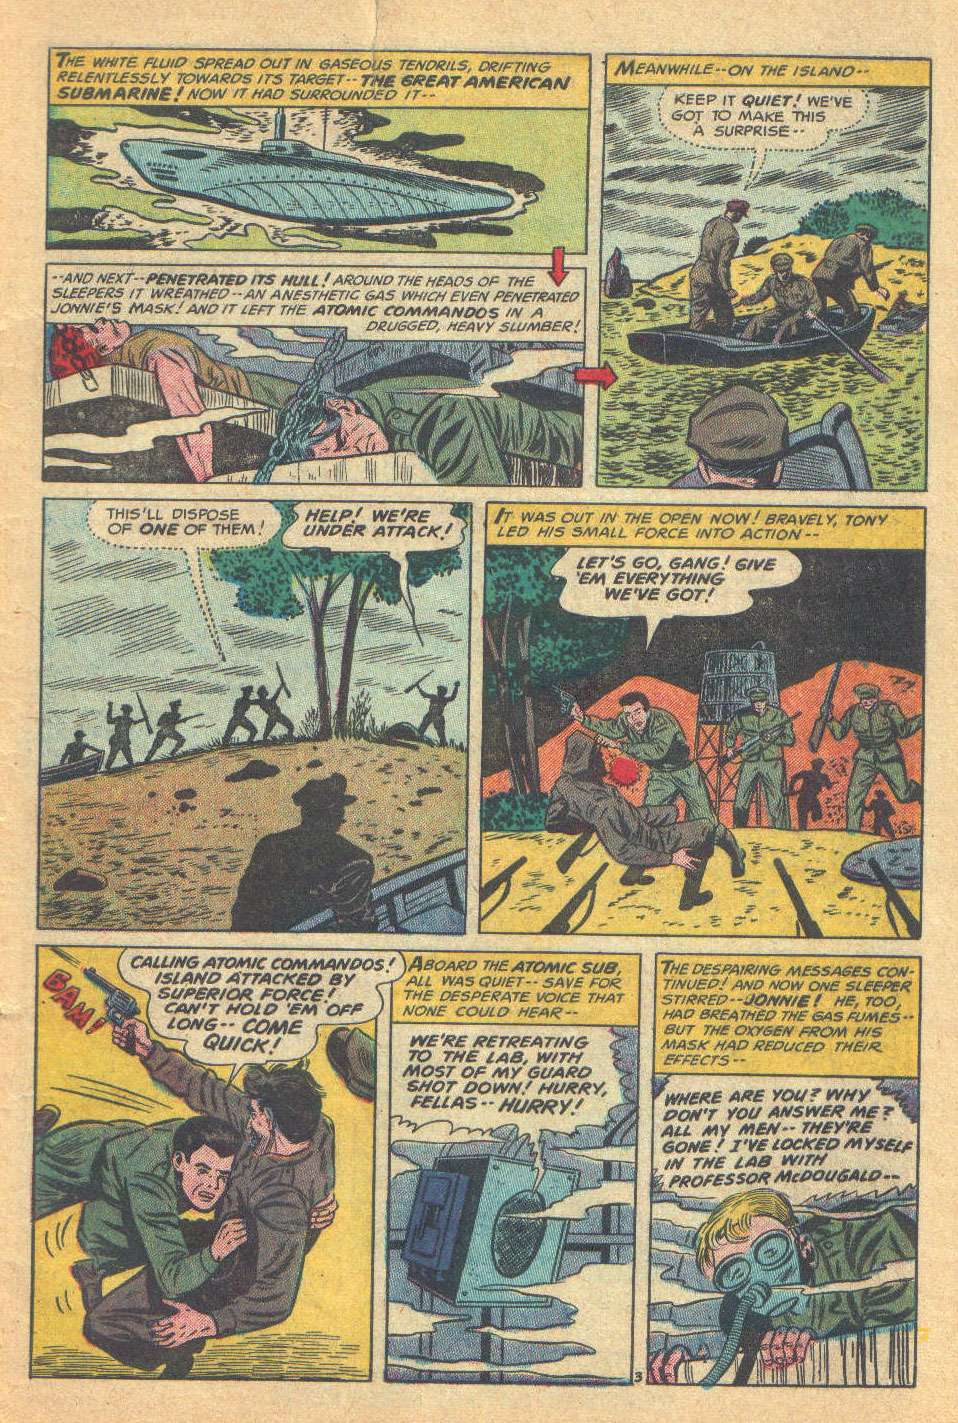 THE WHITE FLUID SPREAD OUT IN GASEOUS TENDRILS, DRIFTING
RELENTLESSLY TOWARDS ITS TARGET--THE GREAT AMERICAN
SUBMARINE! NOW IT HAD SURROUNDED IT--
--AND NEXT--PENETRATED ITS HULL! AROUND THE HEADS OF THE
SLEEPERS IT WREATHED--AN ANESTHETIC GAS WHICH EVEN PENETRATED
JONNIE'S MASK! AND IT LEFT THE ATOMIC COMMANDOS IN A
DRUGGED, HEAVY SLUMBER!
MEANWHILE--ON THE ISLAND--
KEEP IT QUIET! WE'VE
GOT TO MAKE THIS
A SURPRISE--
THIS'LL DISPOSE
OF ONE OF THEM!
HELP! WE'RE
UNDER ATTACK!
IT WAS OUT IN THE OPEN NOW! BRAVELY, TONY
LED HIS SMALL FORCE INTO ACTION--
LET'S GO, GANG! GIVE
'EM EVERYTHING
WE'VE GOT!
BAM!
CALLING ATOMIC COMMANDOS!
ISLAND ATTACKED BY
SUPERIOR FORCE!
CAN'T HOLD 'EM OFF
LONG-- COME
QUICK!
ABOARD THE ATOMIC SUB,
ALL WAS QUIET--SAVE FOR
THE DESPERATE VOICE THAT
NONE COULD HEAR--
WE'RE RETREATING
TO THE LAB, WITH
MOST OF MY GUARD
SHOT DOWN! HURRY,
FELLAS-- HURRY!
3
THE DESPAIRING MESSAGES CON-
TINUED! AND NOW ONE SLEEPER
STIRRED--JONNIE! HE, TOO,
HAD BREATHED THE GAS FUMES--
BUT THE OXYGEN FROM HIS
MASK HAD REDUCED THEIR
EFFECTS--
WHERE ARE YOU? WHY
DON'T YOU ANSWER ME?
ALL MY MEN-- THEY'RE
GONE! I'VE LOCKED MYSELF
IN THE LAB WITH
PROFESSOR McDOUGALD--